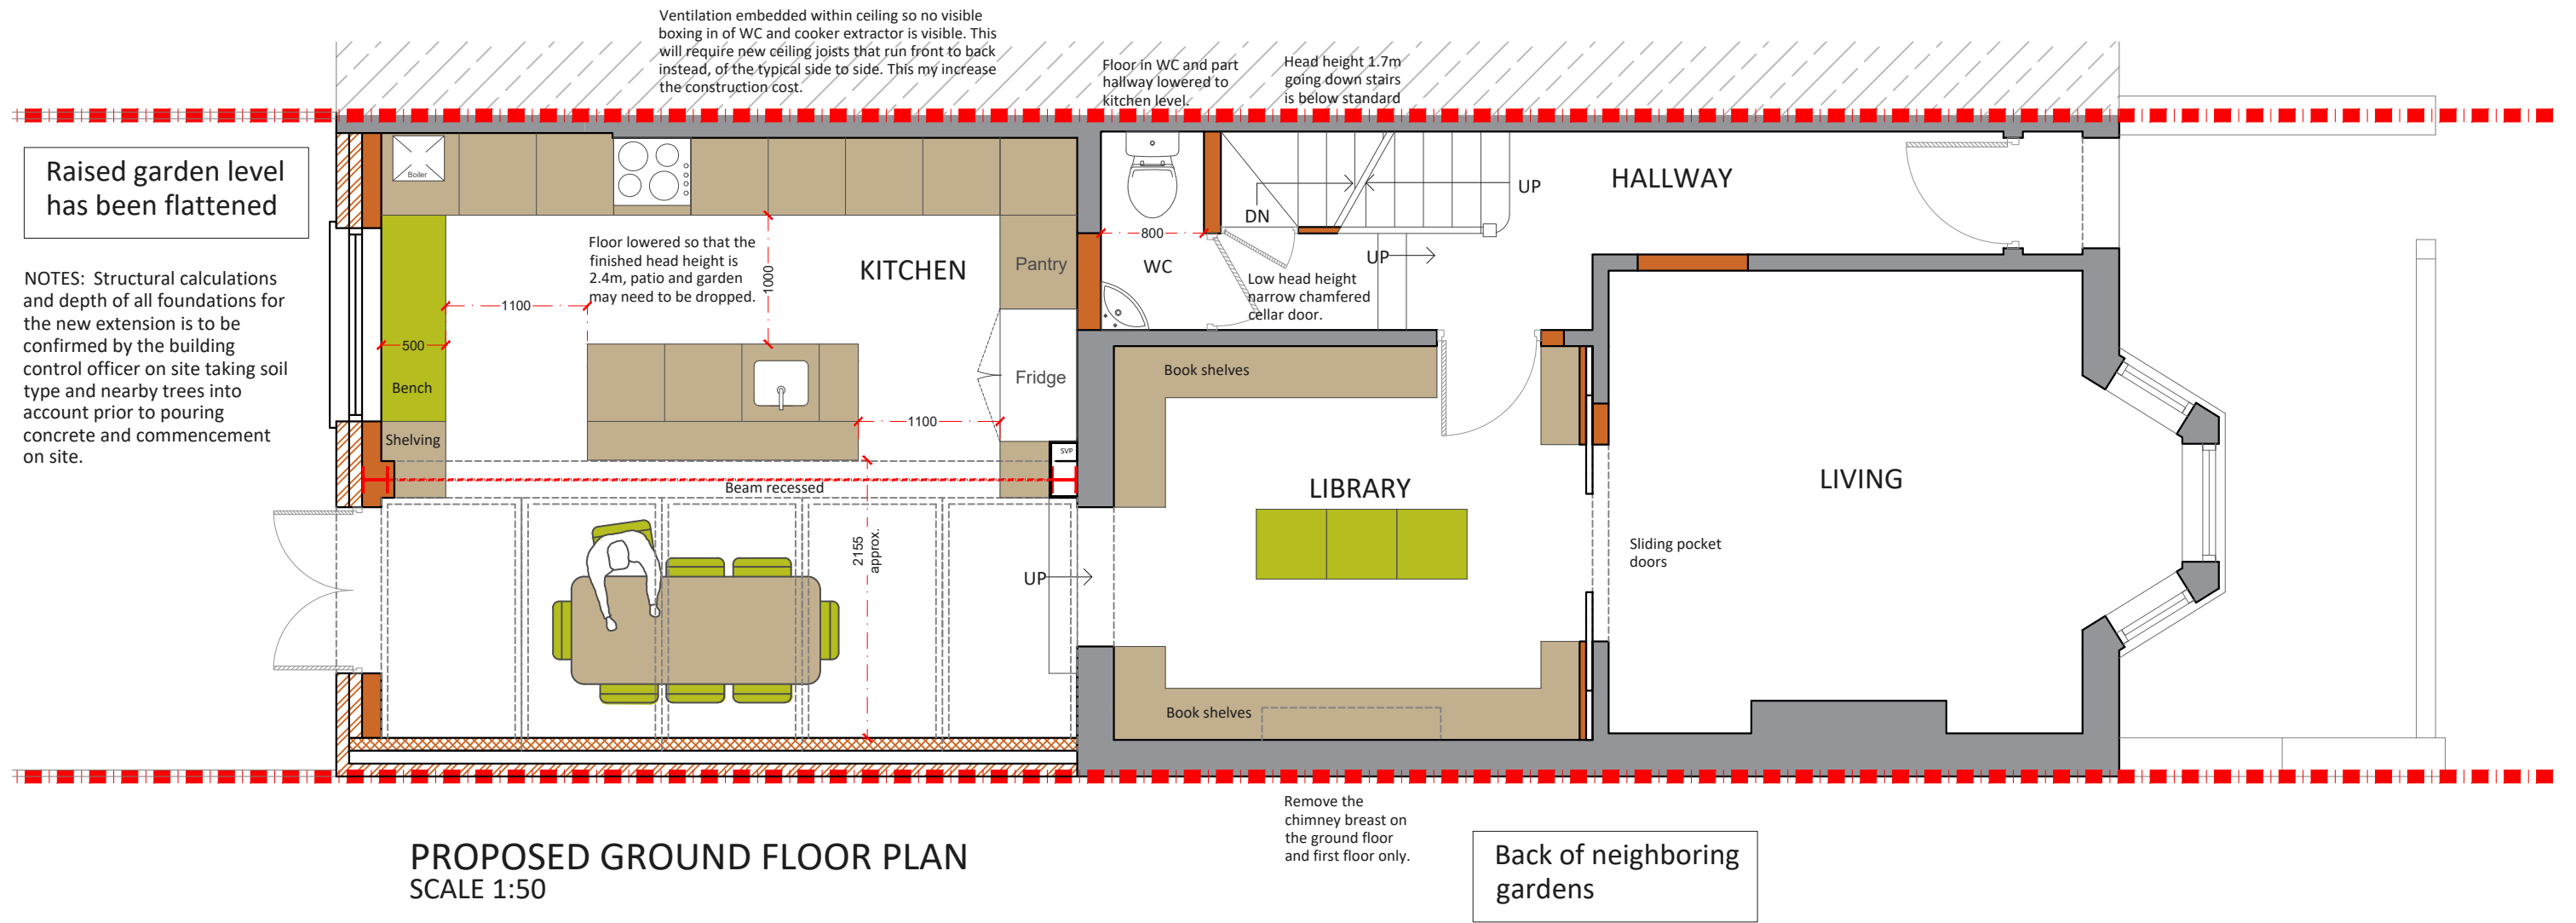 Ventilation embedded within ceiling so no visible
boxing in of WC and cooker extractor is visible. This
will require new ceiling joists that run front to back
instead, of the typical side to side. This my increase
the construction cost.
Floor in WC and part
hallway lowered to
kitchen level.
Head height 1.7m
going down stairs
is below standard
Raised garden level
has been flattened
NOTES: Structural calculations
and depth of all foundations for
the new extension is to be
confirmed by the building
control officer on site taking soil
type and nearby trees into
account prior to pouring
concrete and commencement
on site.
Boiler
Floor lowered so that the
finished head height is
2.4m, patio and garden
may need to be dropped.
1000
KITCHEN
Pantry
1100
500
Bench
Fridge
1100
Shelving
SVP
Beam recessed
2155
approx.
UP
800
WC
DN
UP
UP
HALLWAY
Low head height
narrow chamfered
cellar door.
Book shelves
LIBRARY
LIVING
Sliding pocket
doors
Book shelves
Remove the
chimney breast on
the ground floor
and first floor only.
PROPOSED GROUND FLOOR PLAN
SCALE 1:50
Back of neighboring
gardens